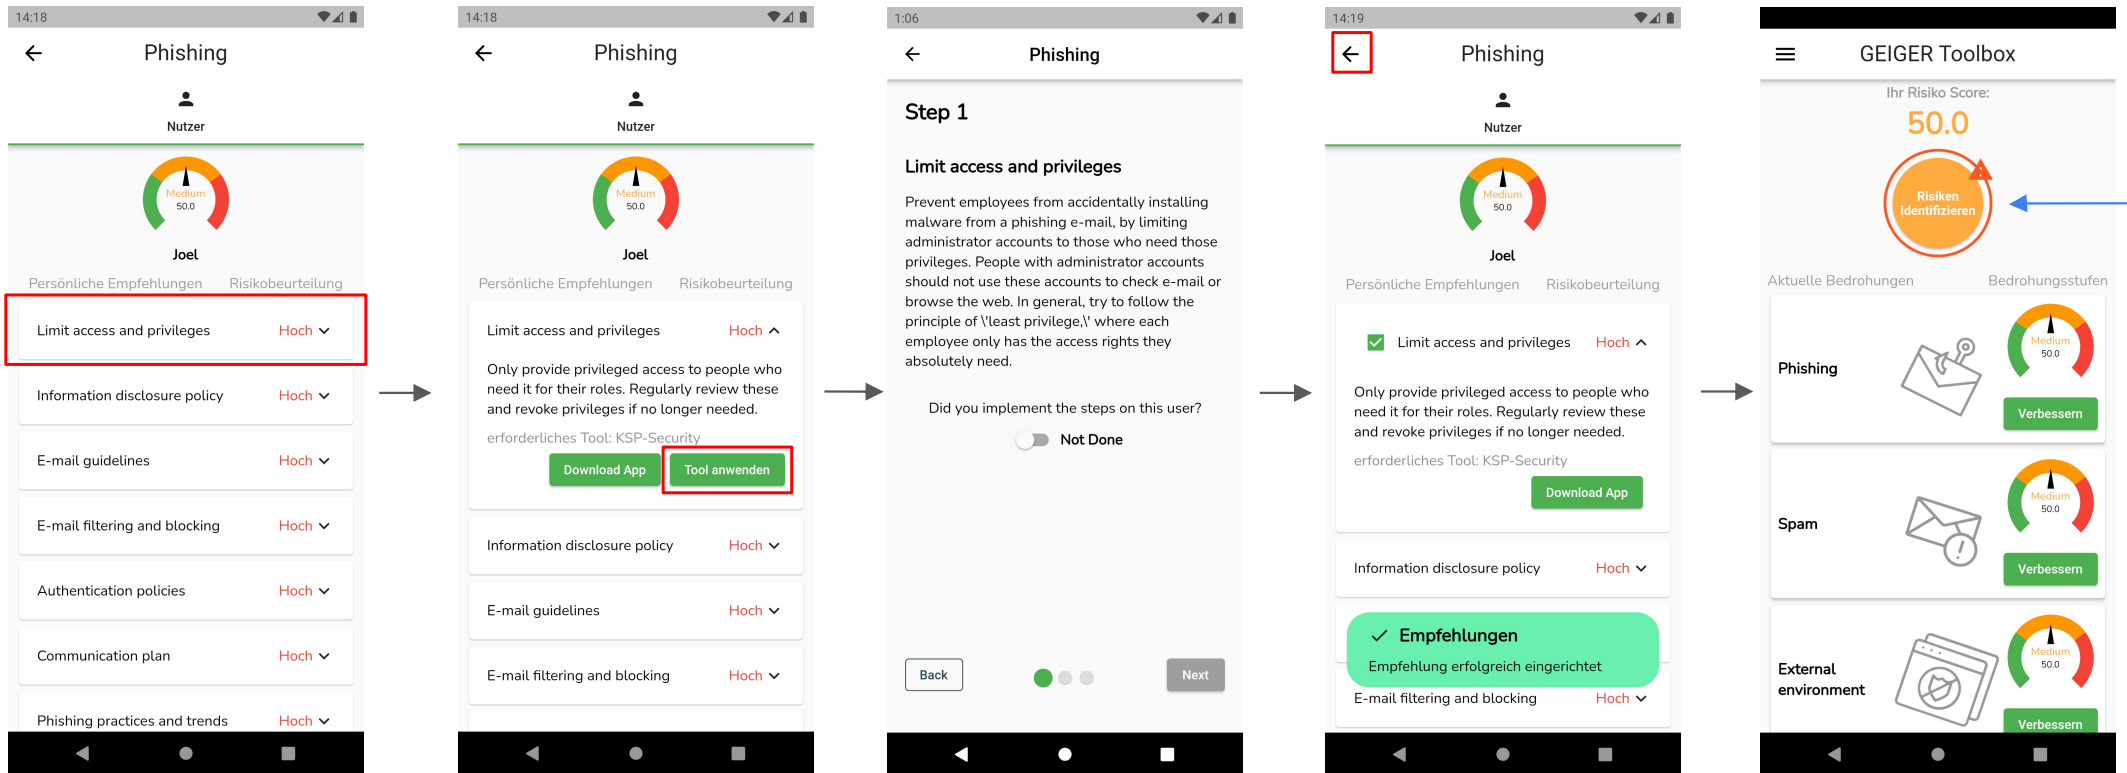 14:18
Phishing
Nutzer
Medium
50.0
Joel
Persönliche Empfehlungen Risikobeurteilung
Limit access and privileges Hoch
Information disclosure policy Hoch
E-mail guidelines Hoch
E-mail filtering and blocking Hoch
Authentication policies Hoch
Communication plan Hoch
Phishing practices and trends Hoch
14:18
Phishing
Nutzer
Medium
50.0
Joel
Persönliche Empfehlungen Risikobeurteilung
Limit access and privileges Hoch
Only provide privileged access to people who
need it for their roles. Regularly review these
and revoke privileges if no longer needed.
erforderliches Tool: KSP-Security
Download App Tool anwenden
Information disclosure policy Hoch
E-mail guidelines Hoch
E-mail filtering and blocking Hoch
1:06
Phishing
Step 1
Limit access and privileges
Prevent employees from accidentally installing
malware from a phishing e-mail, by limiting
administrator accounts to those who need those
privileges. People with administrator accounts
should not use these accounts to check e-mail or
browse the web. In general, try to follow the
principle of \'least privilege,\' where each
employee only has the access rights they
absolutely need.
Did you implement the steps on this user?
Not Done
Back Next
14:19
Phishing
Nutzer
Medium
50.0
Joel
Persönliche Empfehlungen Risikobeurteilung
Limit access and privileges Hoch
Only provide privileged access to people who
need it for their roles. Regularly review these
and revoke privileges if no longer needed.
erforderliches Tool: KSP-Security
Download App
Information disclosure policy Hoch
Empfehlungen
Empfehlung erfolgreich eingerichtet
E-mail filtering and blocking Hoch
GEIGER Toolbox
Ihr Risiko Score:
50.0
Risiken
identifizieren
Aktuelle Bedrohungen Bedrohungsstufen
Phishing
Medium
50.0
Verbessern
Spam
Medium
50.0
Verbessern
External
environment
Medium
50.0
Verbessern